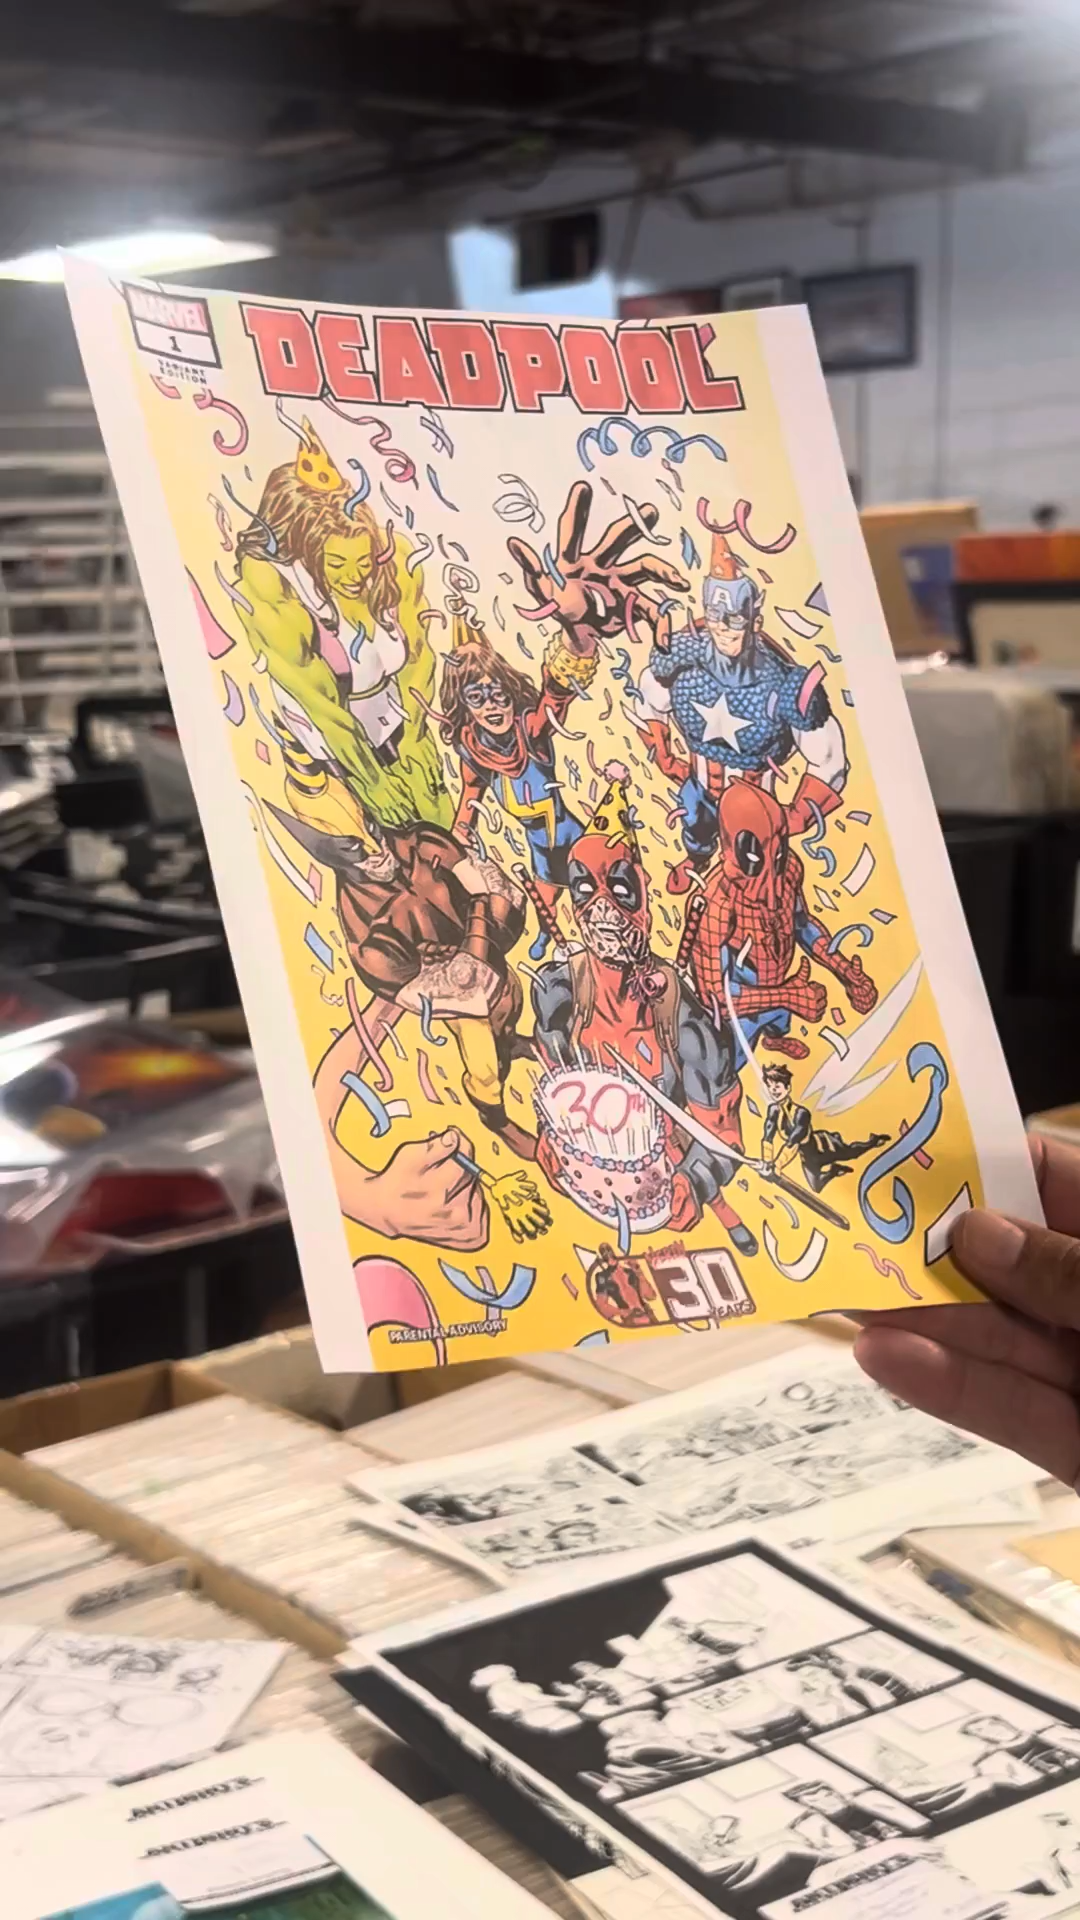 MARVEL
1
VARIANT
EDITION
DEADPOOL
A
30TH
30
YEARS
PARENTAL ADVISORY